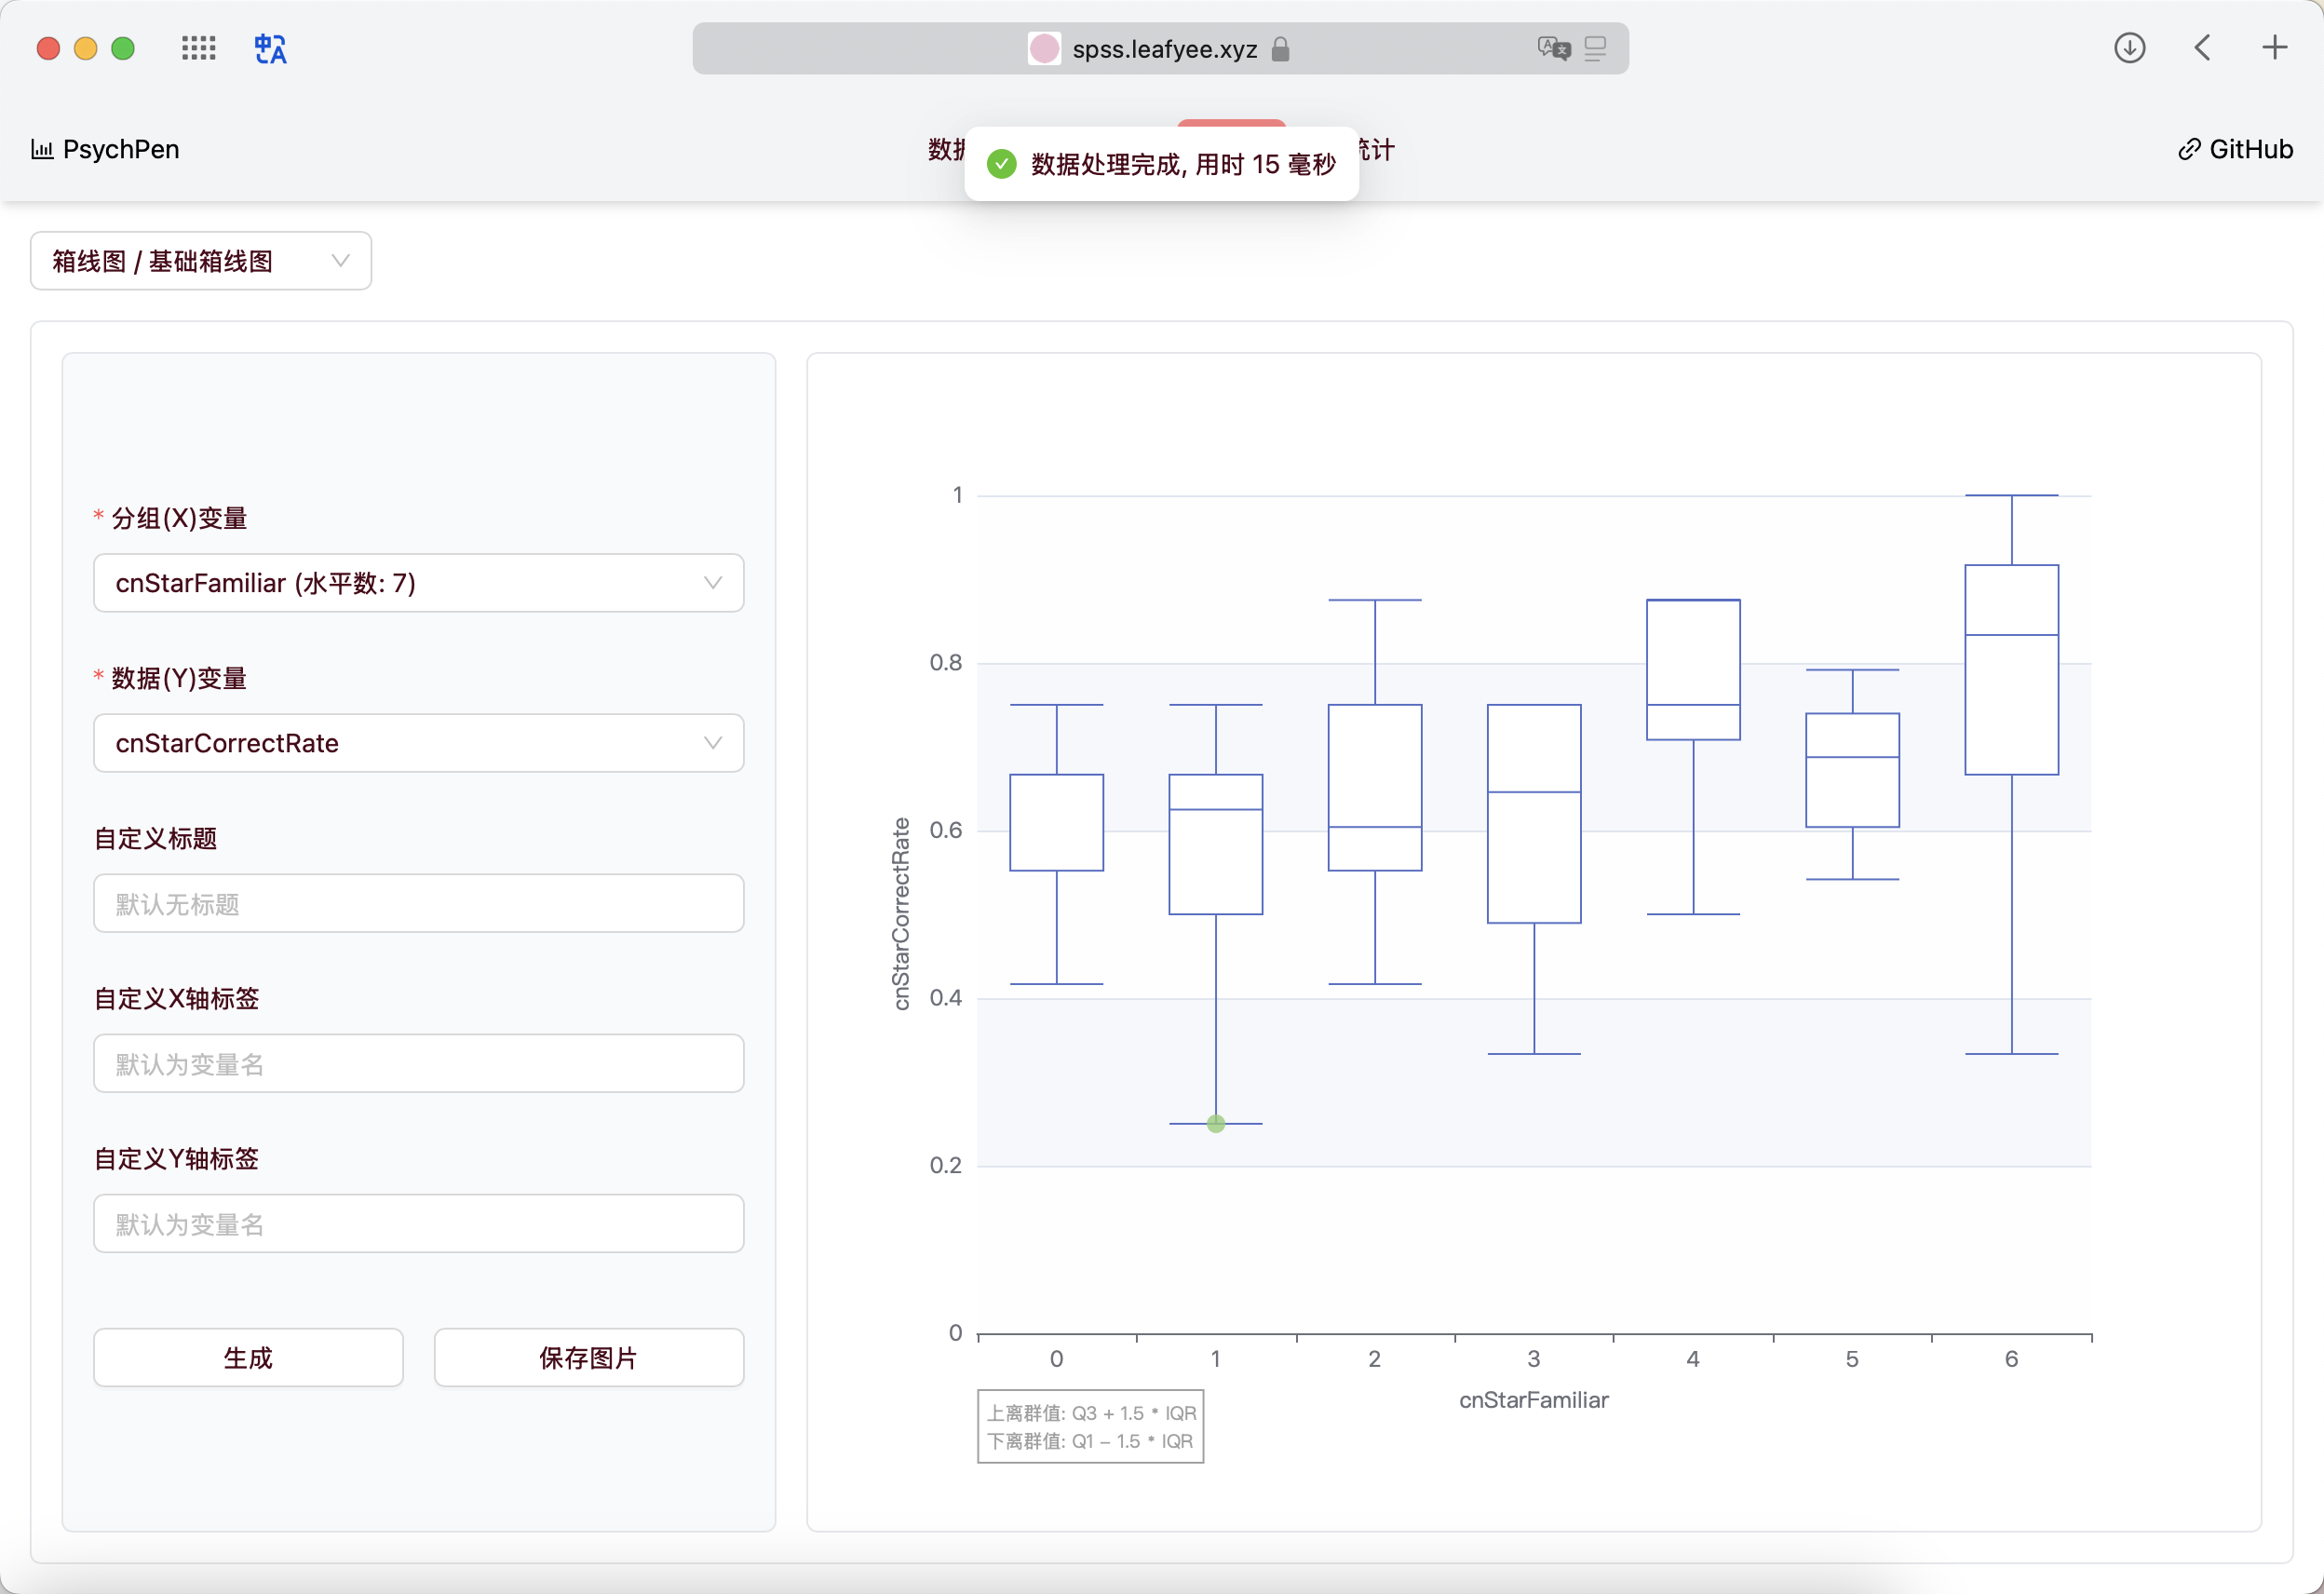 spss.leafyee.xyz
PsychPen
数据处理完成, 用时 15 毫秒
统计
GitHub
箱线图 / 基础箱线图
* 分组(X)变量
cnStarFamiliar (水平数: 7)
* 数据(Y)变量
cnStarCorrectRate
自定义标题
默认无标题
自定义X轴标签
默认为变量名
自定义Y轴标签
默认为变量名
生成
保存图片
1
0.8
0.6
0.4
0.2
0
cnStarCorrectRate
0 1 2 3 4 5 6
cnStarFamiliar
上离群值: Q3 + 1.5 * IQR
下离群值: Q1 – 1.5 * IQR